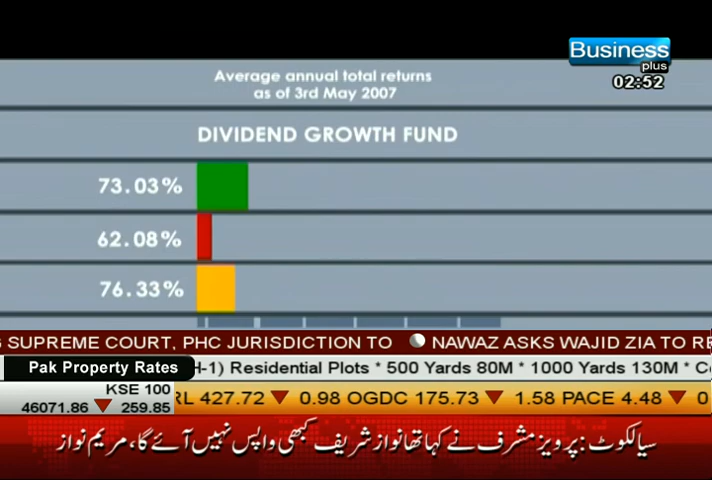 Business
plus
02:52
Average annual total returns
as of 3rd May 2007
DIVIDEND GROWTH FUND
73.03%
62.08%
76.33%
SUPREME COURT, PHC JURISDICTION TO NAWAZ ASKS WAJID ZIA TO
Pak Property Rates H-1) Residential Plots * 500 Yards 80M * 1000 Yards 130M *
KSE 100
46071.86 259.85
RL 427.72 0.98 OGDC 175.73 1.58 PACE 4.48 0
سیالکوٹ: پرویز مشرف نے کہا تھا نواز شریف کبھی واپس نہیں آئے گا، مریم نواز